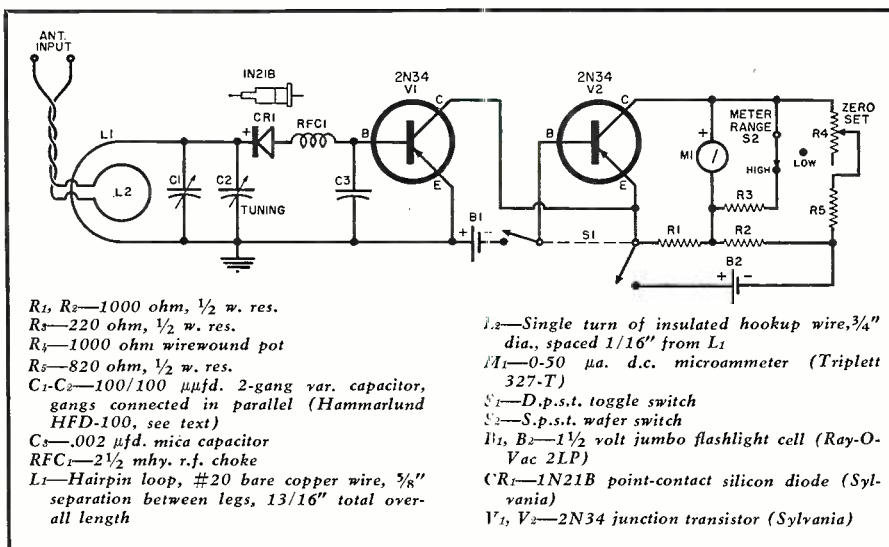 ANT. INPUT
1N21B
2N34
V1
2N34
V2
L1
CR1
+
RFC1
B
C
E
B
C
E
L2
C1
C2
TUNING
C3
B1
+
-
S1
M1
+
METER RANGE S2
HIGH
LOW
ZERO SET
R4
R3
R5
R1
R2
B2
+
-
R1, R2—1000 ohm, ½ w. res.
R3—220 ohm, ½ w. res.
R4—1000 ohm wirewound pot
R5—820 ohm, ½ w. res.
C1-C2—100/100 μμfd. 2-gang var. capacitor,
gangs connected in parallel (Hammarlund
HFD-100, see text)
C3—.002 μfd. mica capacitor
RFC1—2½ mhy. r.f. choke
L1—Hairpin loop, #20 bare copper wire, ⅝"
separation between legs, 13/16" total over-
all length
L2—Single turn of insulated hookup wire, ¾"
dia., spaced 1/16" from L1
M1—0-50 μa. d.c. microammeter (Triplett
327-T)
S1—D.p.s.t. toggle switch
S2—S.p.s.t. wafer switch
B1, B2—1½ volt jumbo flashlight cell (Ray-O-
Vac 2LP)
CR1—1N21B point-contact silicon diode (Syl-
vania)
V1, V2—2N34 junction transistor (Sylvania)